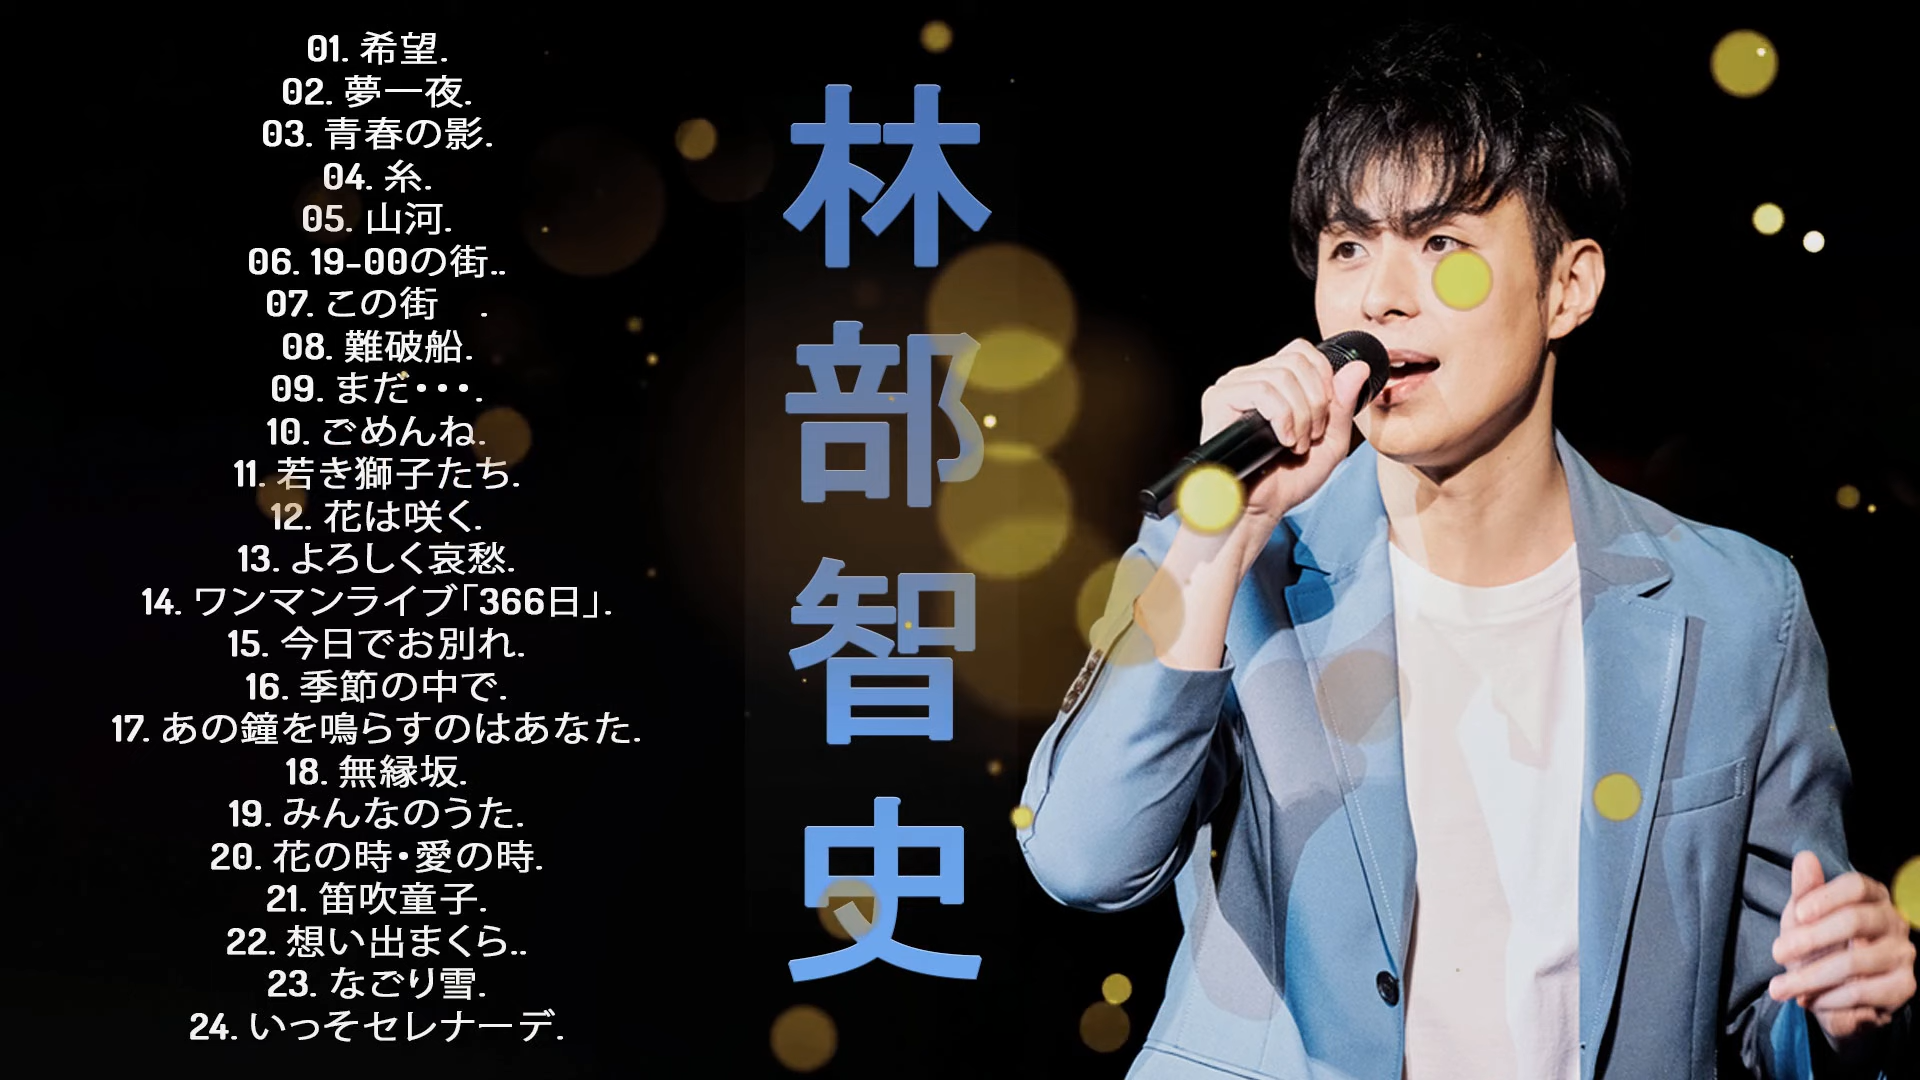 01. 希望.
02. 夢一夜.
03. 青春の影.
04. 糸.
05. 山河.
06. 19-00の街..
07. この街　.
08. 難破船.
09. まだ・・・.
10. ごめんね.
11. 若き獅子たち.
12. 花は咲く.
13. よろしく哀愁.
14. ワンマンライブ「366日」.
15. 今日でお別れ.
16. 季節の中で.
17. あの鐘を鳴らすのはあなた.
18. 無縁坂.
19. みんなのうた.
20. 花の時・愛の時.
21. 笛吹童子.
22. 想い出まくら..
23. なごり雪.
24. いっそセレナーデ.
林部智史